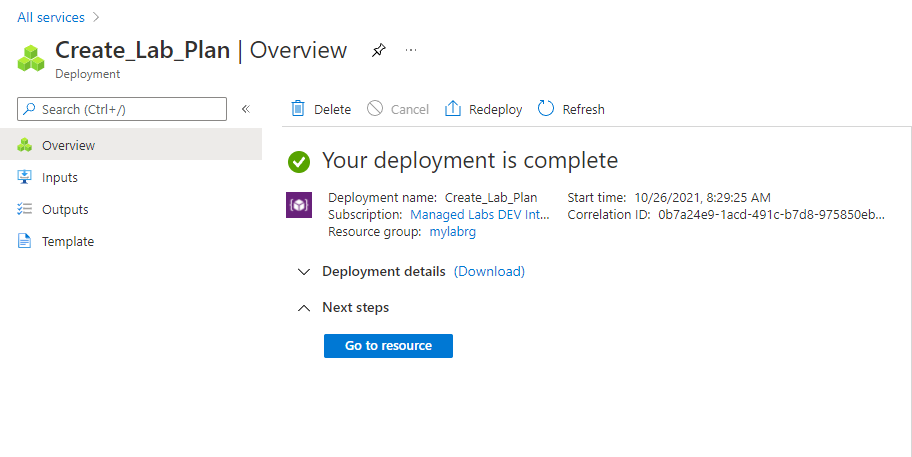 All services
Create_Lab_Plan | Overview
Deployment
Search (Ctrl+/)
Overview
Inputs
Outputs
Template
Delete Cancel Redeploy Refresh
Your deployment is complete
Deployment name: Create_Lab_Plan Start time: 10/26/2021, 8:29:25 AM
Subscription: Managed Labs DEV Int... Correlation ID: 0b7a24e9-1acd-491c-b7d8-975850eb...
Resource group: mylabrg
Deployment details (Download)
Next steps
Go to resource